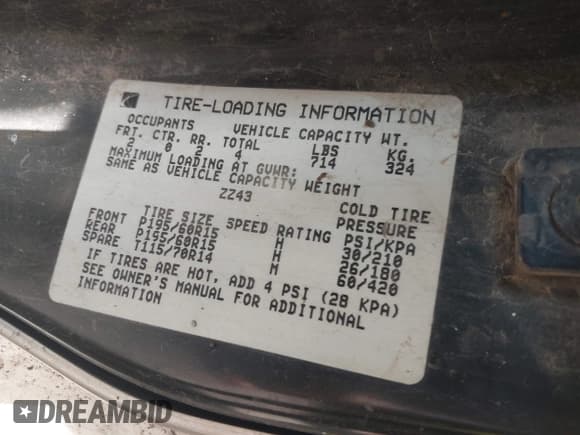 TIRE-LOADING INFORMATION
OCCUPANTS VEHICLE CAPACITY WT.
FRT. CTR. RR. TOTAL LBS KG.
2 0 2 4 714 324
MAXIMUM LOADING AT GVWR:
SAME AS VEHICLE CAPACITY WEIGHT
ZZ43
COLD TIRE
TIRE SIZE SPEED RATING PRESSURE
PSI/KPA
FRONT P195/60R15 H 30/210
REAR P195/60R15 H 26/180
SPARE T115/70R14 M 60/420
IF TIRES ARE HOT, ADD 4 PSI (28 KPA)
SEE OWNER'S MANUAL FOR ADDITIONAL
INFORMATION
DREAMBID